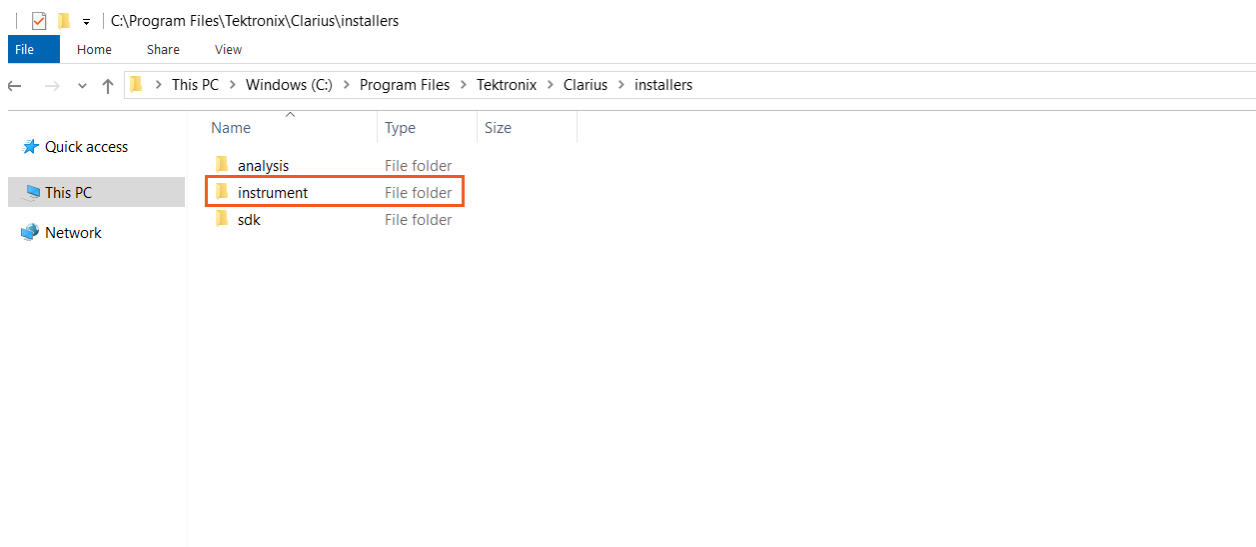 C:\Program Files\Tektronix\Clarius\installers
File Home Share View
This PC > Windows (C:) > Program Files > Tektronix > Clarius > installers
Name Type Size
Quick access
This PC
Network
analysis File folder
instrument File folder
sdk File folder